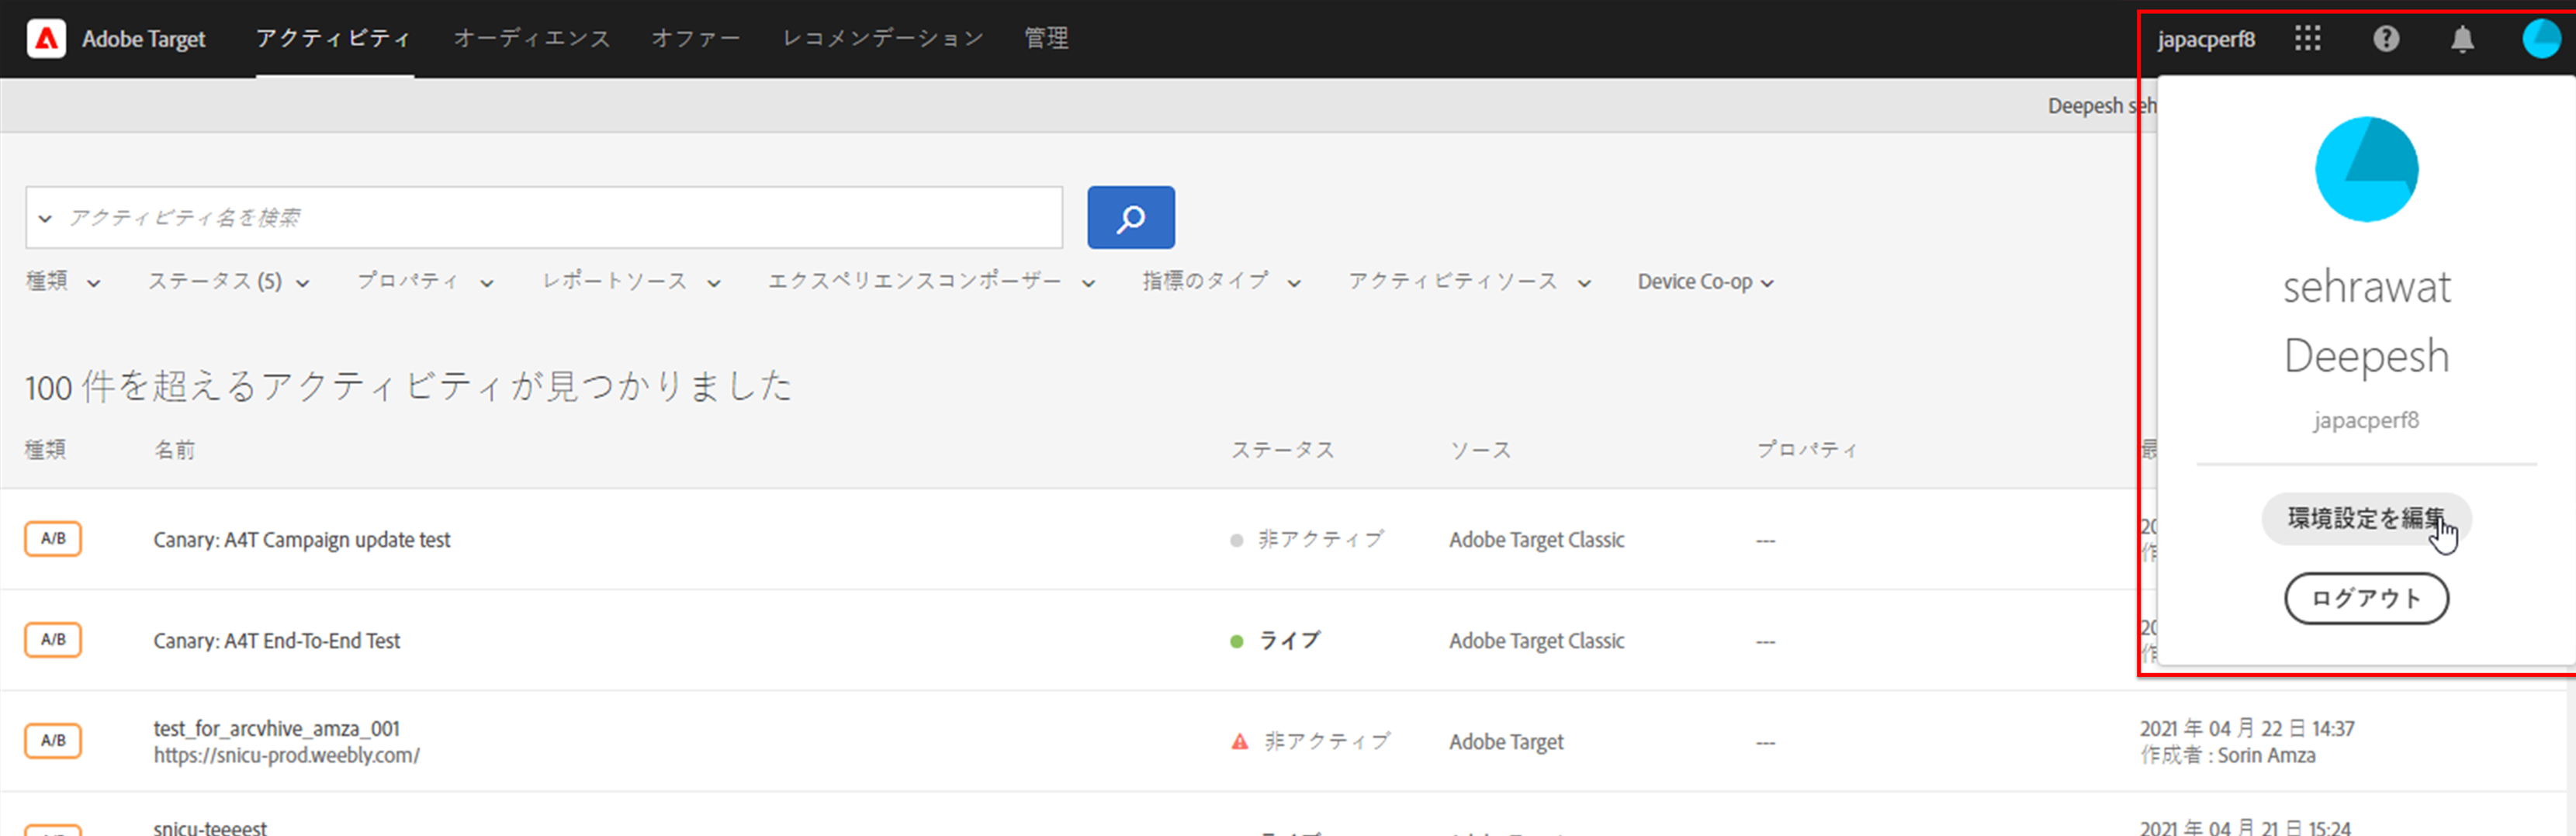 Adobe Target アクティビティ オーディエンス オファー レコメンデーション 管理 japacperf8
Deepesh seh
アクティビティ名を検索
種類 ステータス (5) プロパティ レポートソース エクスペリエンスコンポーザー 指標のタイプ アクティビティソース Device Co-op
100 件を超えるアクティビティが見つかりました
種類 名前 ステータス ソース プロパティ 最
A/B Canary: A4T Campaign update test 非アクティブ Adobe Target Classic --- 20
作
A/B Canary: A4T End-To-End Test ライブ Adobe Target Classic --- 20
作
A/B test_for_arcvhive_amza_001 非アクティブ Adobe Target --- 2021 年 04 月 22 日 14:37
https://snicu-prod.weebly.com/ 作成者 : Sorin Amza
snicu-teeeest 2021 年 04 月 21 日 15:24
sehrawat
Deepesh
japacperf8
環境設定を編集
ログアウト